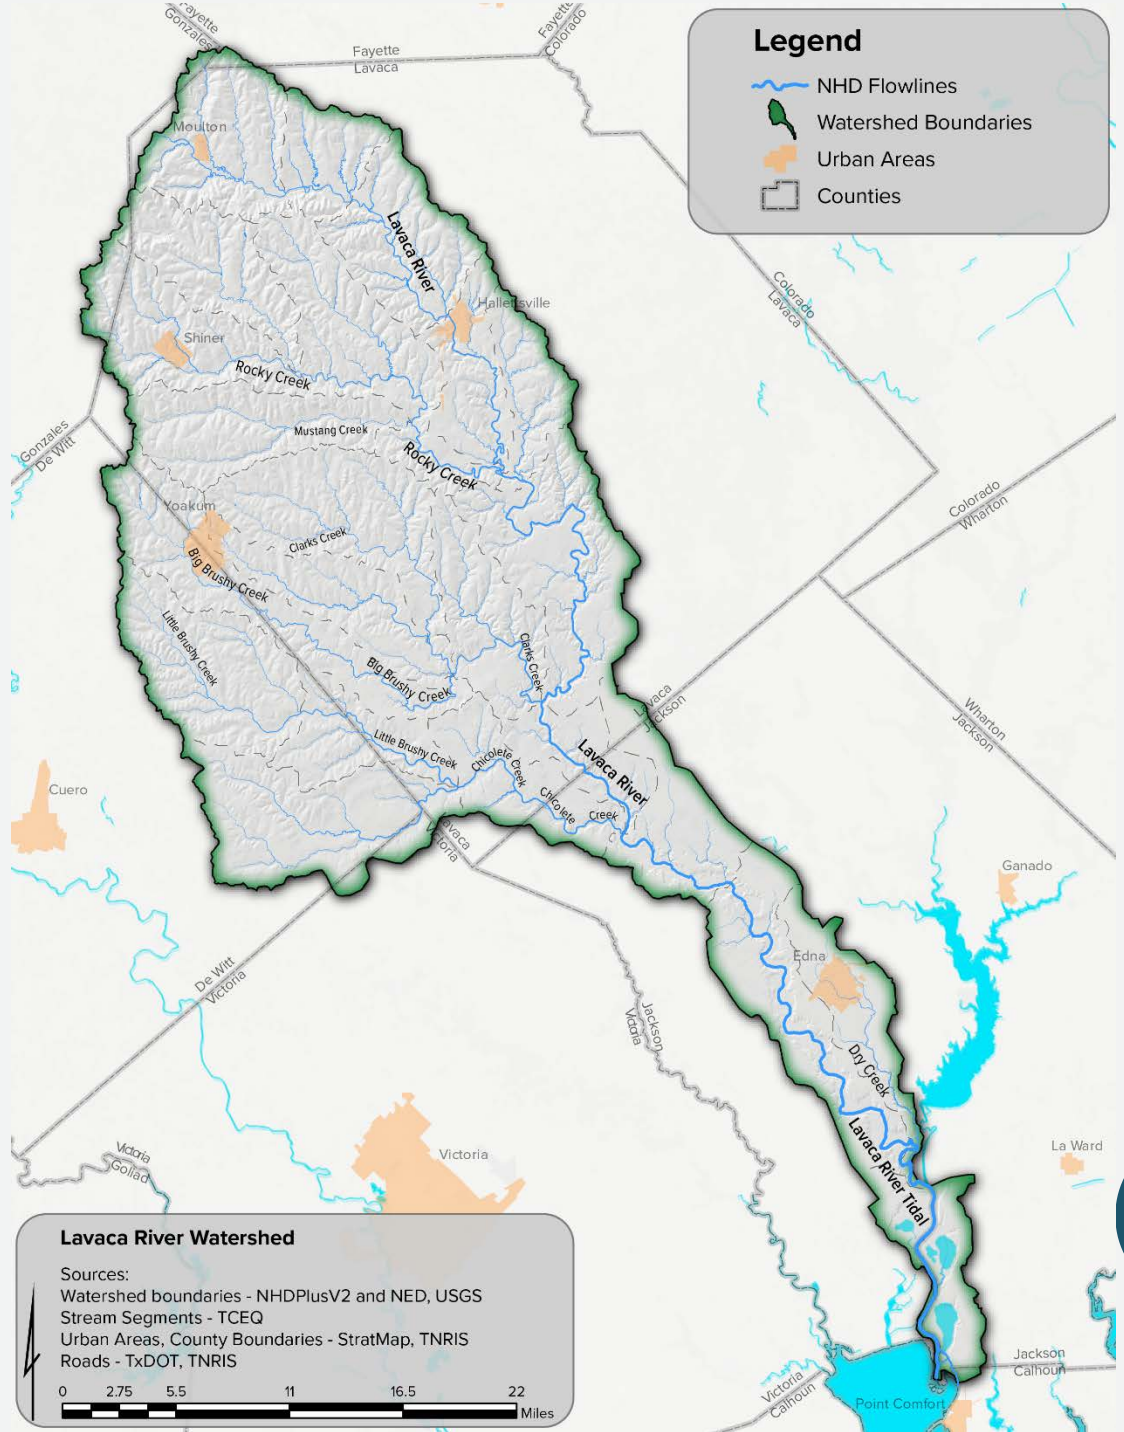 Fayette
Gonzales
Fayette
Lavaca
Fayette
Colorado
Legend
NHD Flowlines
Watershed Boundaries
Urban Areas
Counties
Moulton
Lavaca River
Hallettsville
Colorado
Lavaca
Shiner
Rocky Creek
Mustang Creek
Rocky Creek
Gonzales
De Witt
Yoakum
Clarks Creek
Big Brushy Creek
Little Brushy Creek
Colorado
Wharton
Clarks Creek
Big Brushy Creek
Lavaca
Jackson
Wharton
Jackson
Little Brushy Creek
Chicolete Creek
Lavaca River
Chicolete Creek
Cuero
Lavaca
Ganado
Edna
De Witt
Victoria
Jackson
Victoria
Dry Creek
Lavaca River Tidal
Victoria
La Ward
Victoria
Goliad
Lavaca River Watershed
Sources:
Watershed boundaries - NHDPlusV2 and NED, USGS
Stream Segments - TCEQ
Urban Areas, County Boundaries - StratMap, TNRIS
Roads - TxDOT, TNRIS
0 2.75 5.5 11 16.5 22
Miles
Jackson
Calhoun
Victoria
Calhoun
Point Comfort